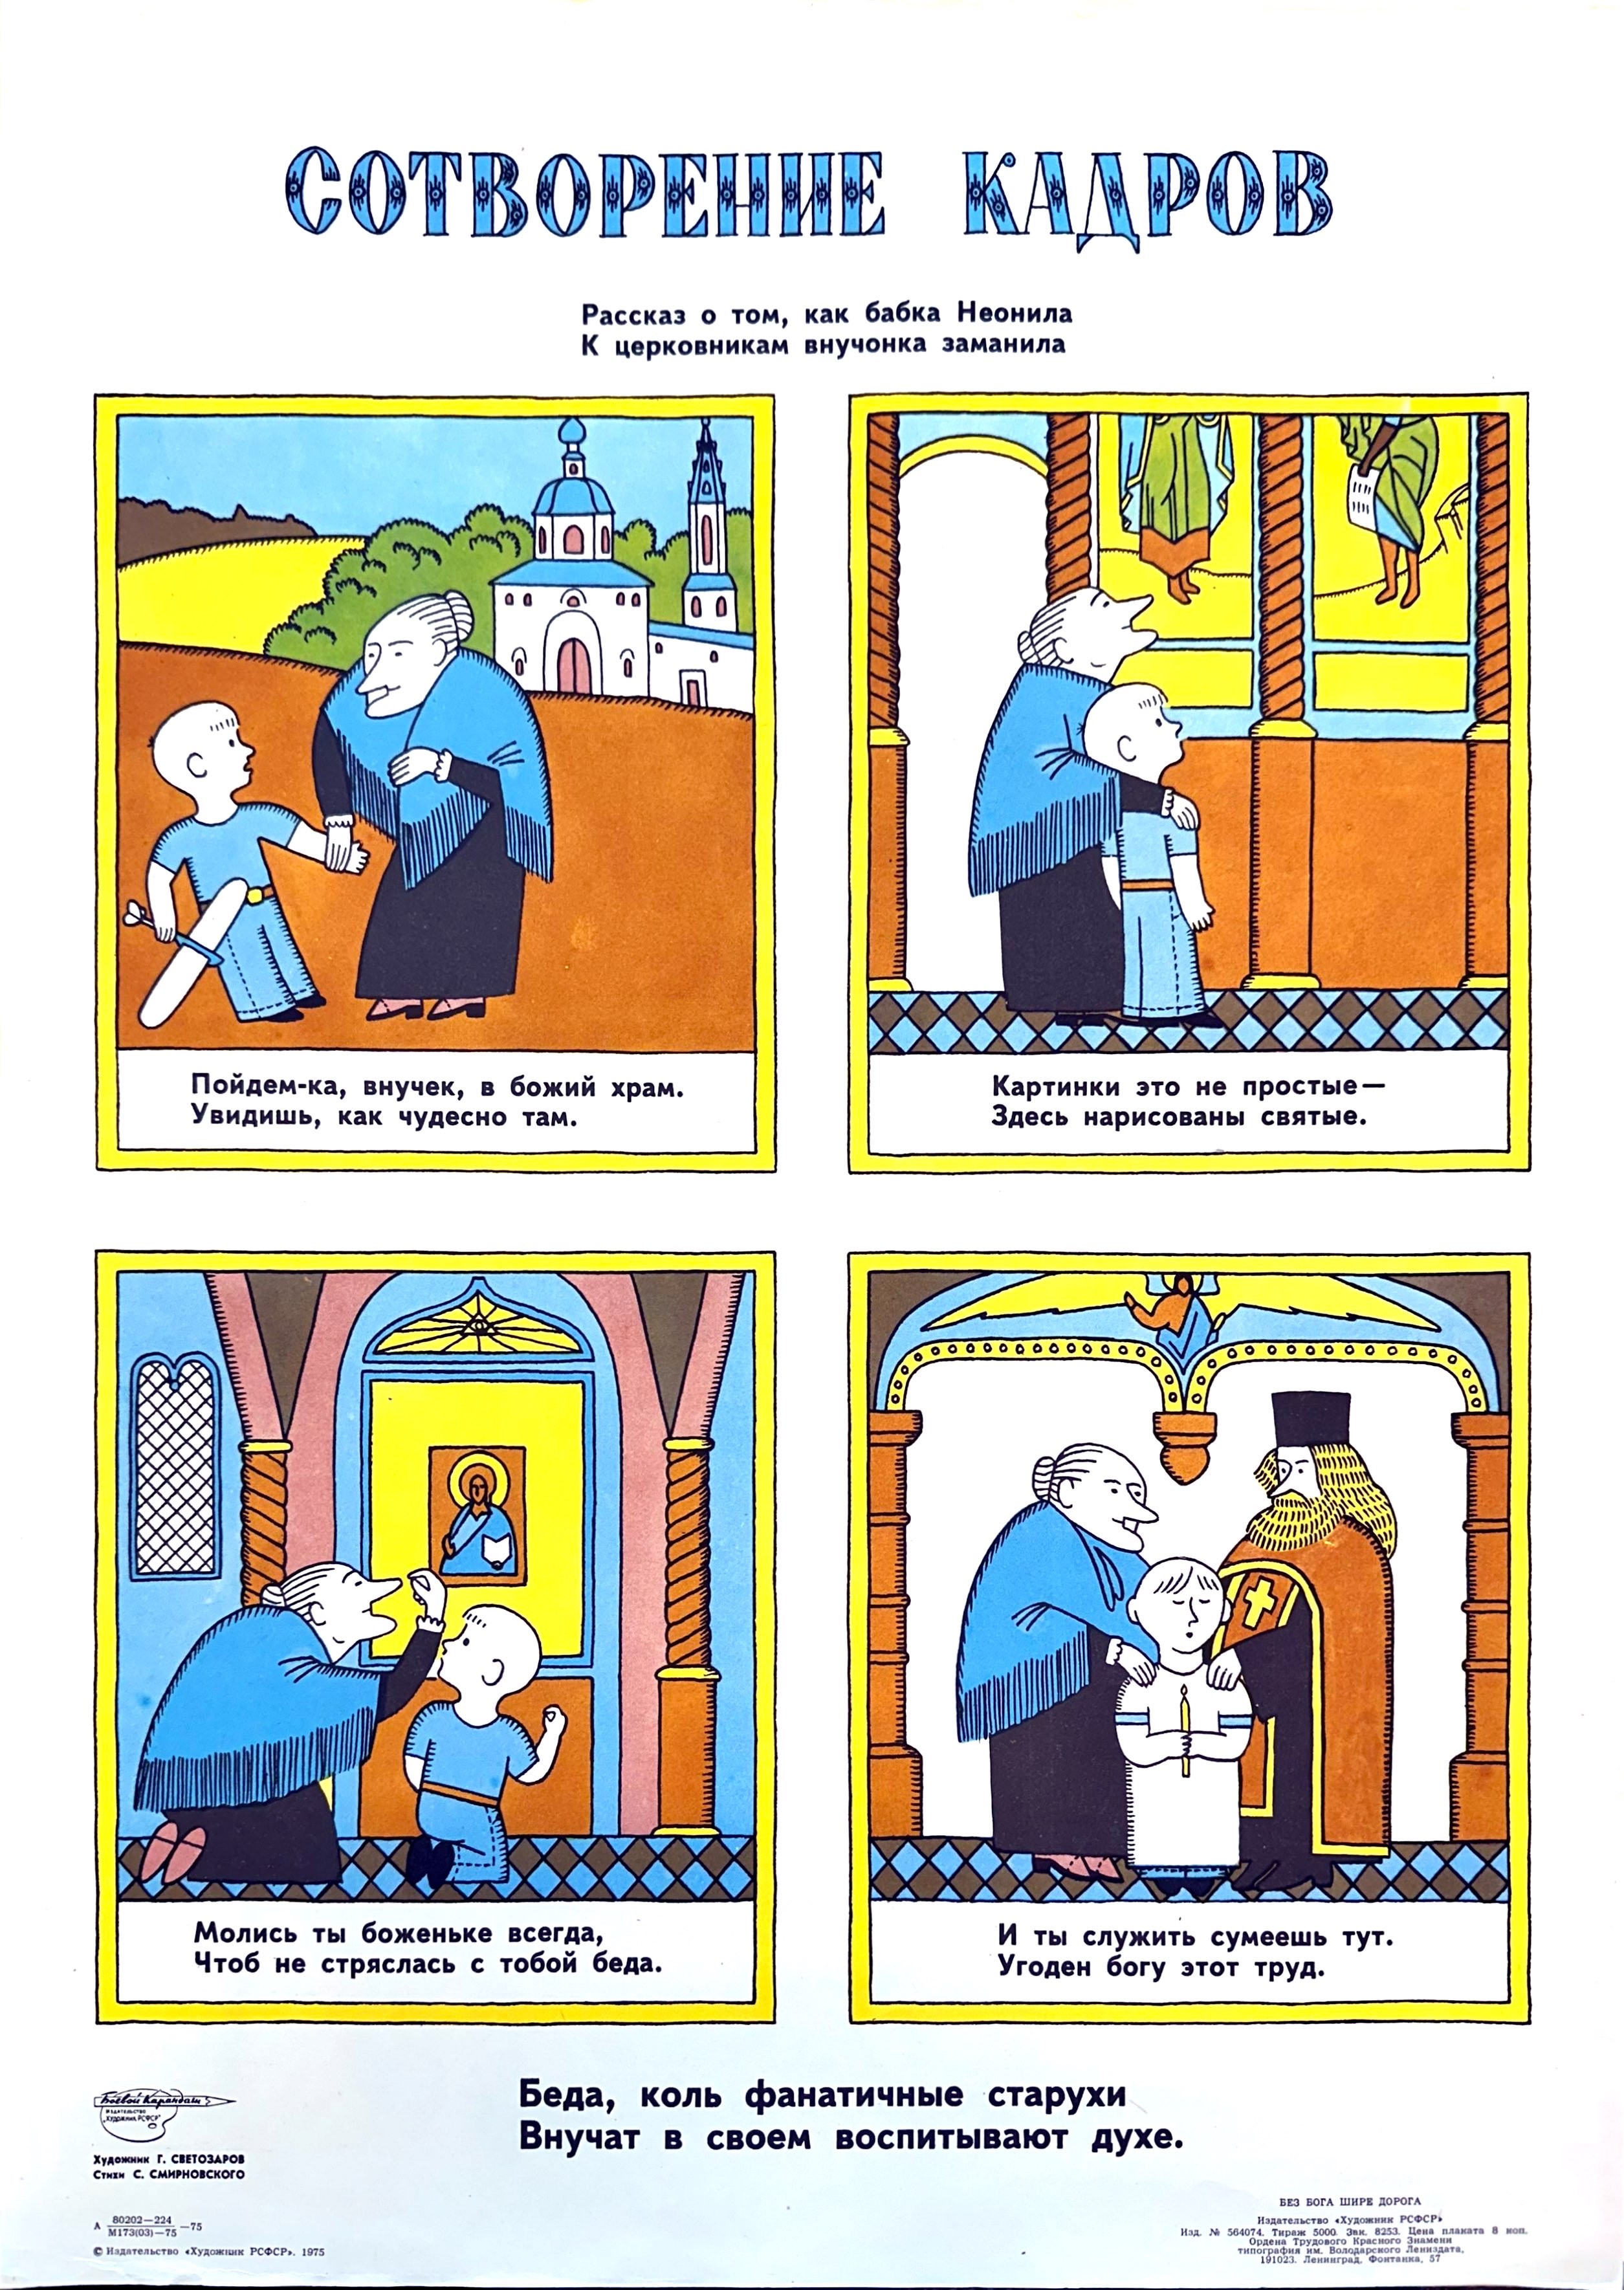 СОТВОРЕНИЕ КАДРОВ
Рассказ о том, как бабка Неонила
К церковникам внучонка заманила
Пойдем-ка, внучек, в божий храм.
Увидишь, как чудесно там.
Картинки это не простые—
Здесь нарисованы святые.
Молись ты боженьке всегда,
Чтоб не стряслась с тобой беда.
И ты служить сумеешь тут.
Угоден богу этот труд.
Беда, коль фанатичные старухи
Внучат в своем воспитывают духе.
Боевой Карандаш
Издательство
„Художник РСФСР“
Художник Г. СВЕТОЗАРОВ
Стихи С. СМИРНОВСКОГО
А 80202—224
М173(03)—75 —75
© Издательство «Художник РСФСР». 1975
БЕЗ БОГА ШИРЕ ДОРОГА
Издательство «Художник РСФСР»
Изд. № 564074. Тираж 5000. Зак. 8253. Цена плаката 8 коп.
Ордена Трудового Красного Знамени
типография им. Володарского Лениздата,
191023. Ленинград, Фонтанка, 57